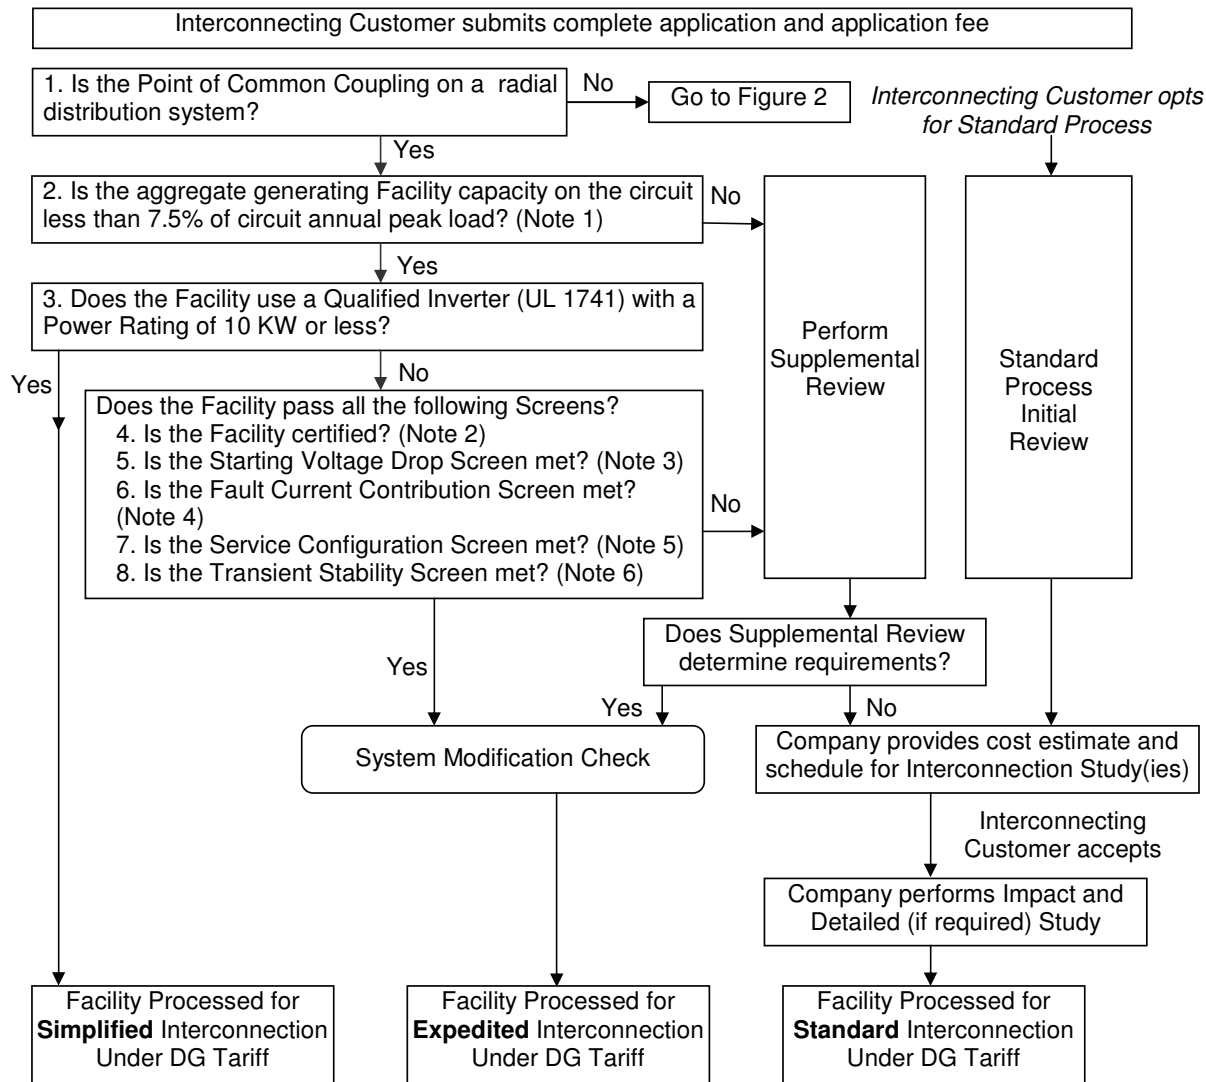 Interconnecting Customer submits complete application and application fee
1. Is the Point of Common Coupling on a radial
distribution system?
No
Go to Figure 2
Interconnecting Customer opts
for Standard Process
Yes
2. Is the aggregate generating Facility capacity on the circuit
less than 7.5% of circuit annual peak load? (Note 1)
No
Yes
3. Does the Facility use a Qualified Inverter (UL 1741) with a
Power Rating of 10 KW or less?
Perform
Supplemental
Review
Standard
Process
Initial
Review
Yes
No
Does the Facility pass all the following Screens?
4. Is the Facility certified? (Note 2)
5. Is the Starting Voltage Drop Screen met? (Note 3)
6. Is the Fault Current Contribution Screen met?
(Note 4)
7. Is the Service Configuration Screen met? (Note 5)
8. Is the Transient Stability Screen met? (Note 6)
No
Does Supplemental Review
determine requirements?
Yes
Yes
No
System Modification Check
Company provides cost estimate and
schedule for Interconnection Study(ies)
Interconnecting
Customer accepts
Company performs Impact and
Detailed (if required) Study
Facility Processed for
Simplified Interconnection
Under DG Tariff
Facility Processed for
Expedited Interconnection
Under DG Tariff
Facility Processed for
Standard Interconnection
Under DG Tariff